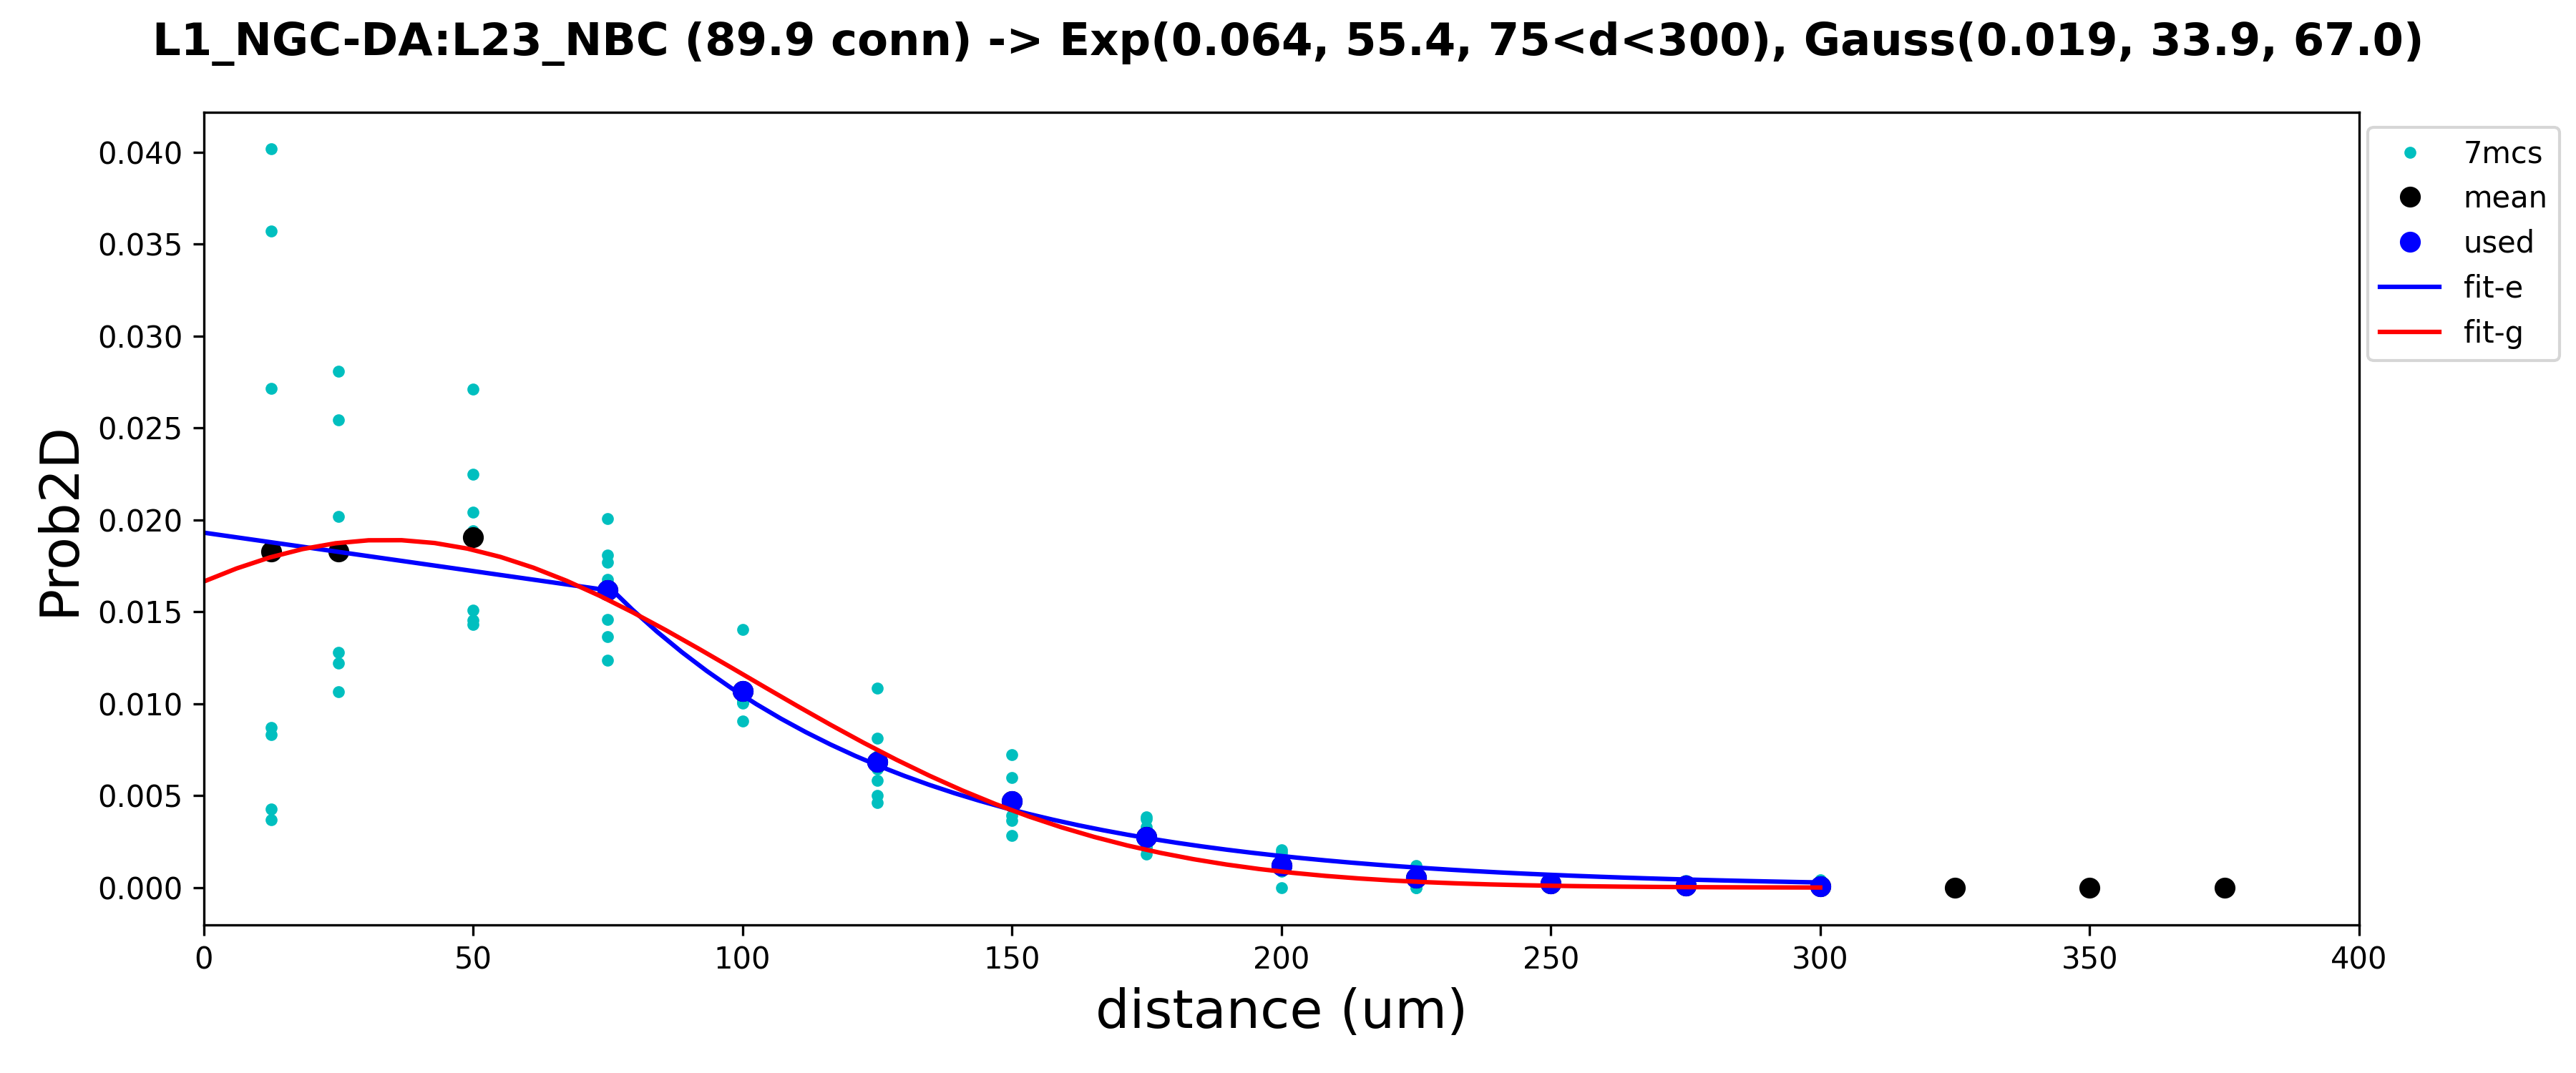 L1_NGC-DA:L23_NBC (89.9 conn) -> Exp(0.064, 55.4, 75<d<300), Gauss(0.019, 33.9, 67.0)
0.040
0.035
0.030
0.025
0.020
0.015
0.010
0.005
0.000
Prob2D
0 50 100 150 200 250 300 350 400
distance (um)
7mcs
mean
used
fit-e
fit-g